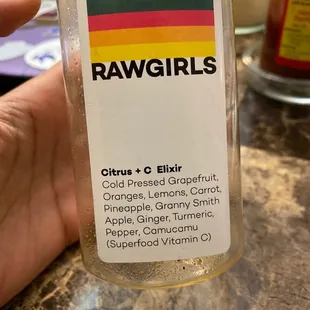 RAWGIRLS
Citrus + C Elixir
Cold Pressed Grapefruit,
Oranges, Lemons, Carrot,
Pineapple, Granny Smith
Apple, Ginger, Turmeric,
Pepper, Camucamu
(Superfood Vitamin C)